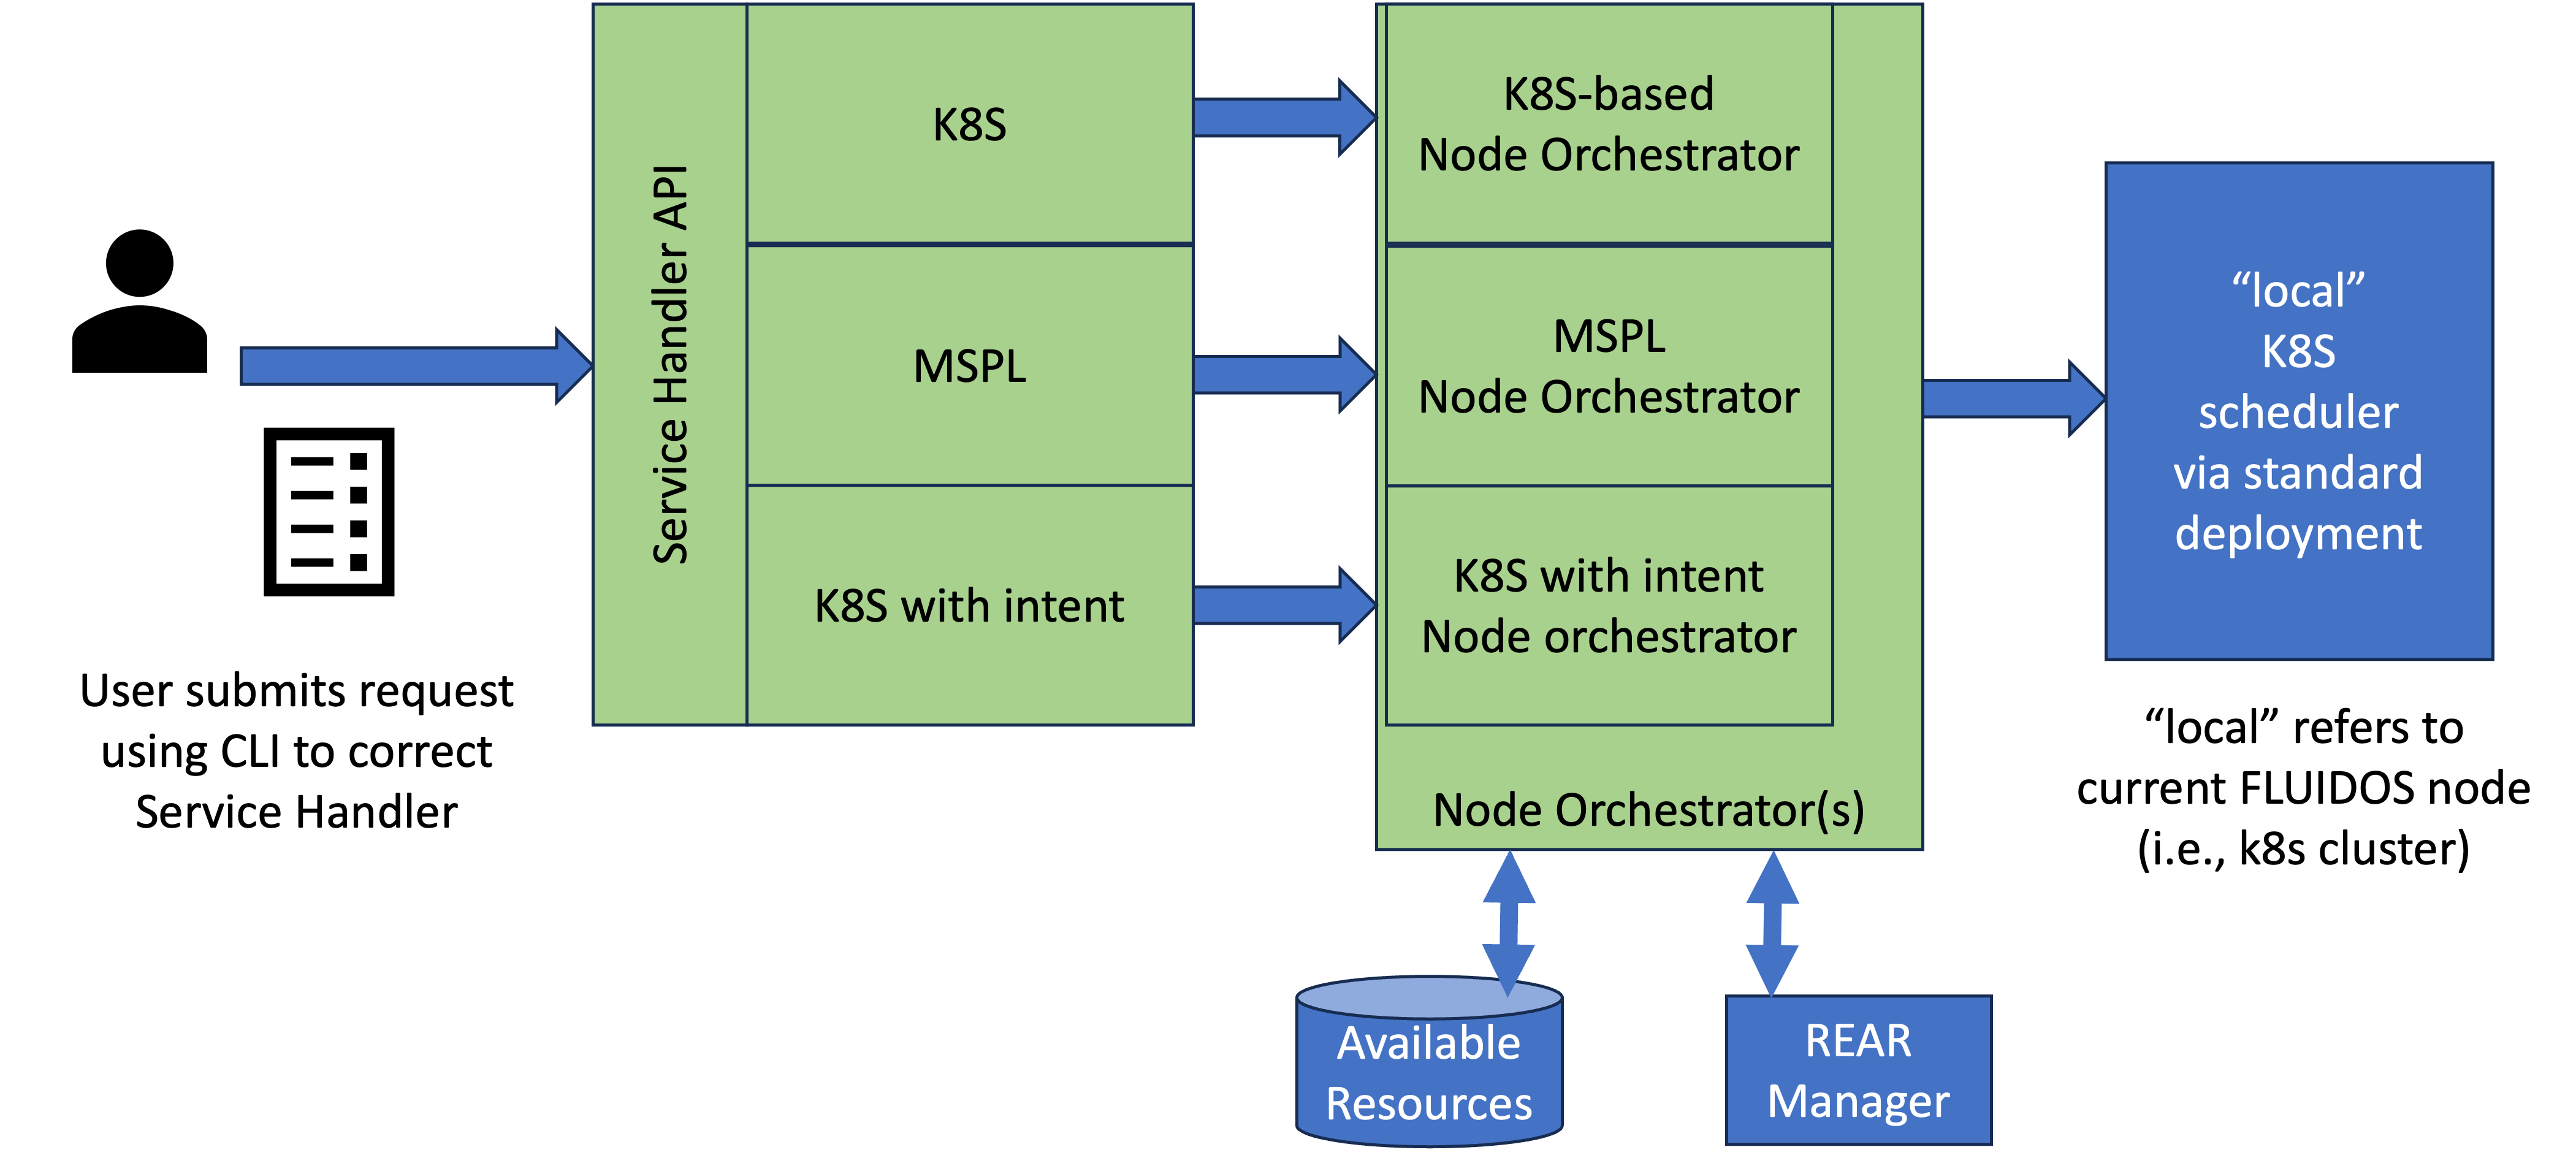 User submits request
using CLI to correct
Service Handler
Service Handler API
K8S
MSPL
K8S with intent
K8S-based
Node Orchestrator
MSPL
Node Orchestrator
K8S with intent
Node orchestrator
Node Orchestrator(s)
Available
Resources
REAR
Manager
“local”
K8S
scheduler
via standard
deployment
“local” refers to
current FLUIDOS node
(i.e., k8s cluster)